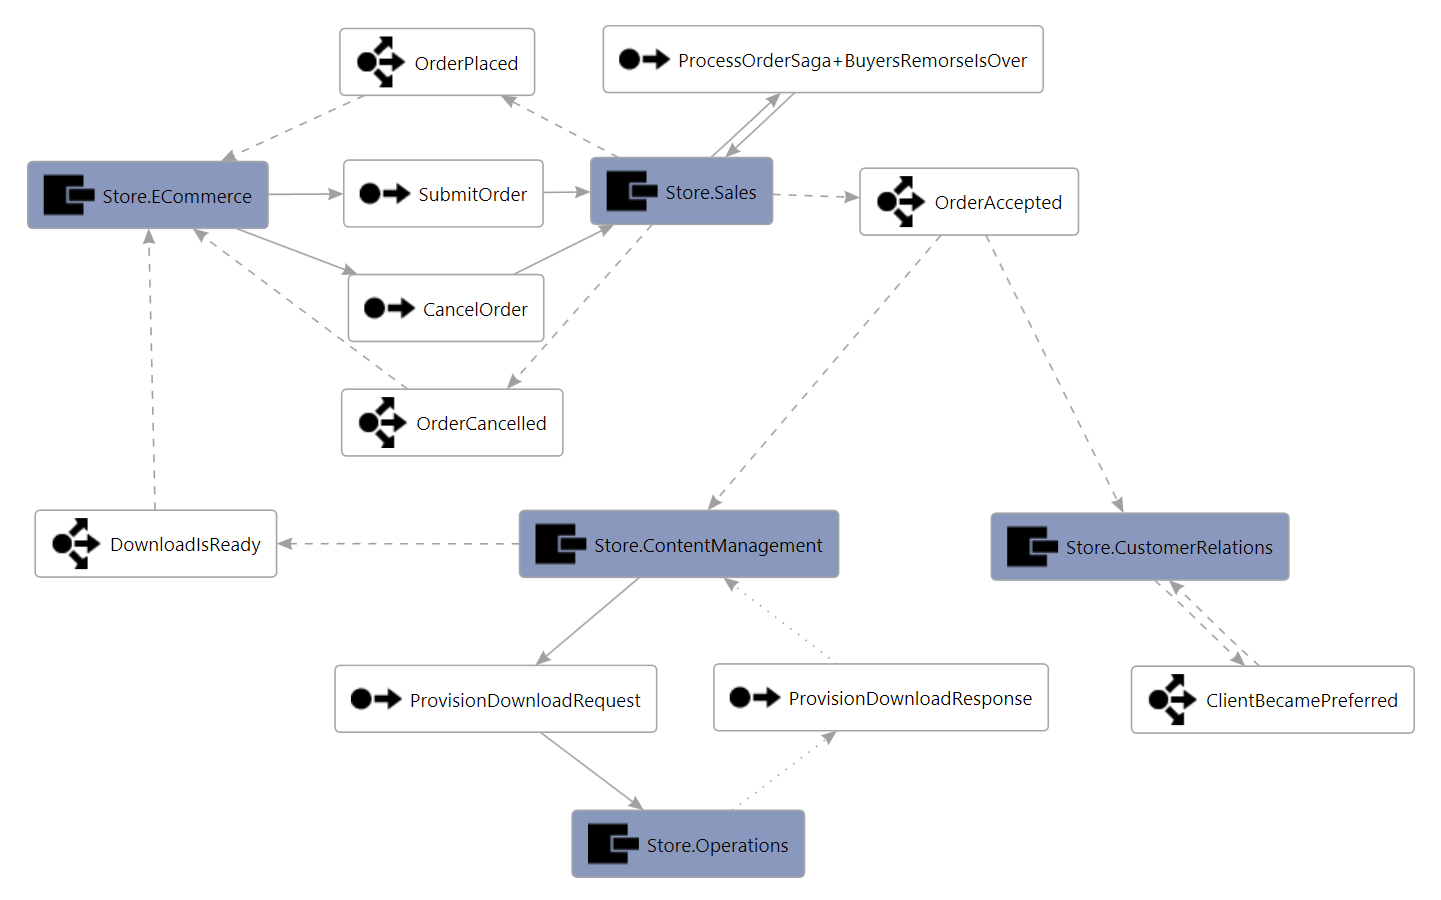 OrderPlaced
ProcessOrderSaga+BuyersRemorseIsOver
Store.ECommerce
SubmitOrder
Store.Sales
OrderAccepted
CancelOrder
OrderCancelled
DownloadIsReady
Store.ContentManagement
Store.CustomerRelations
ProvisionDownloadRequest
ProvisionDownloadResponse
ClientBecamePreferred
Store.Operations